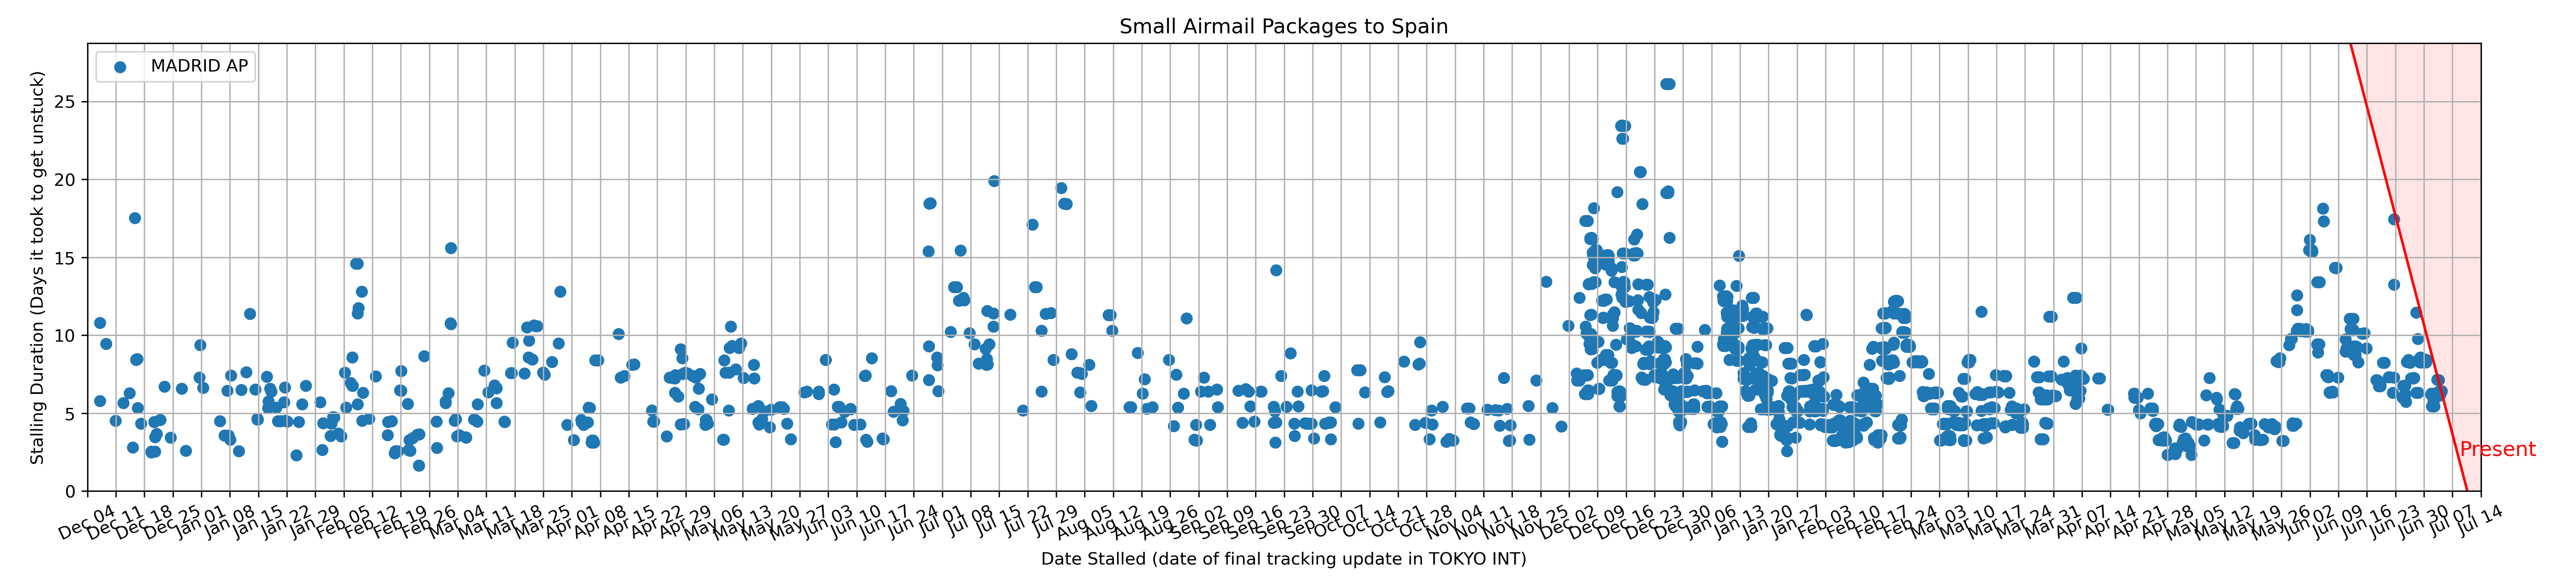 Small Airmail Packages to Spain
MADRID AP
Stalling Duration (Days it took to get unstuck)
25
20
15
10
5
0
Present
Dec 04 Dec 11 Dec 18 Dec 25 Jan 01 Jan 08 Jan 15 Jan 22 Jan 29 Feb 05 Feb 12 Feb 19 Feb 26 Mar 04 Mar 11 Mar 18 Mar 25 Apr 01 Apr 08 Apr 15 Apr 22 Apr 29 May 06 May 13 May 20 May 27 Jun 03 Jun 10 Jun 17 Jun 24 Jul 01 Jul 08 Jul 15 Jul 22 Jul 29 Aug 05 Aug 12 Aug 19 Aug 26 Sep 02 Sep 09 Sep 16 Sep 23 Sep 30 Oct 07 Oct 14 Oct 21 Oct 28 Nov 04 Nov 11 Nov 18 Nov 25 Dec 02 Dec 09 Dec 16 Dec 23 Dec 30 Jan 06 Jan 13 Jan 20 Jan 27 Feb 03 Feb 10 Feb 17 Feb 24 Mar 03 Mar 10 Mar 17 Mar 24 Mar 31 Apr 07 Apr 14 Apr 21 Apr 28 May 05 May 12 May 19 May 26 Jun 02 Jun 09 Jun 16 Jun 23 Jun 30 Jul 07 Jul 14
Date Stalled (date of final tracking update in TOKYO INT)